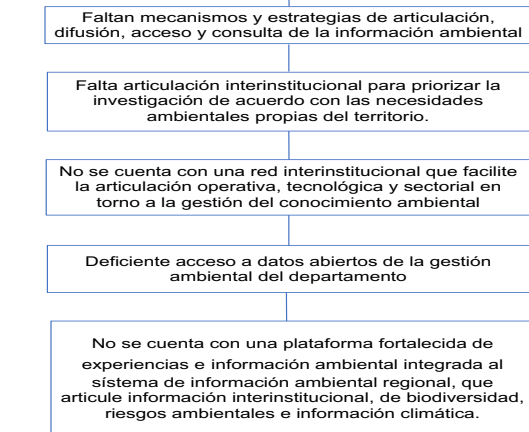 Faltan mecanismos y estrategias de articulación,
difusión, acceso y consulta de la información ambiental
Falta articulación interinstitucional para priorizar la
investigación de acuerdo con las necesidades
ambientales propias del territorio.
No se cuenta con una red interinstitucional que facilite
la articulación operativa, tecnológica y sectorial en
torno a la gestión del conocimiento ambiental
Deficiente acceso a datos abiertos de la gestión
ambiental del departamento
No se cuenta con una plataforma fortalecida de
experiencias e información ambiental integrada al
sístema de información ambiental regional, que
articule información interinstitucional, de biodiversidad,
riesgos ambientales e información climática.